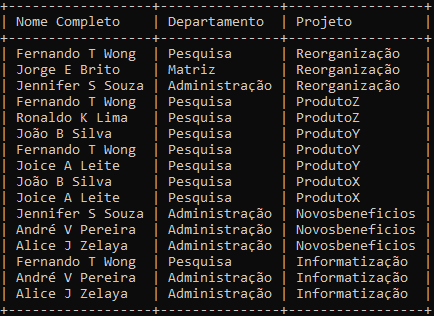 Nome Completo | Departamento | Projeto
Fernando T Wong | Pesquisa | Reorganização
Jorge E Brito | Matriz | Reorganização
Jennifer S Souza | Administração | Reorganização
Fernando T Wong | Pesquisa | ProdutoZ
Ronaldo K Lima | Pesquisa | ProdutoZ
João B Silva | Pesquisa | ProdutoY
Fernando T Wong | Pesquisa | ProdutoY
Joice A Leite | Pesquisa | ProdutoY
João B Silva | Pesquisa | ProdutoX
Joice A Leite | Pesquisa | ProdutoX
Jennifer S Souza | Administração | Novosbeneficios
André V Pereira | Administração | Novosbeneficios
Alice J Zelaya | Administração | Novosbeneficios
Fernando T Wong | Pesquisa | Informatização
André V Pereira | Administração | Informatização
Alice J Zelaya | Administração | Informatização